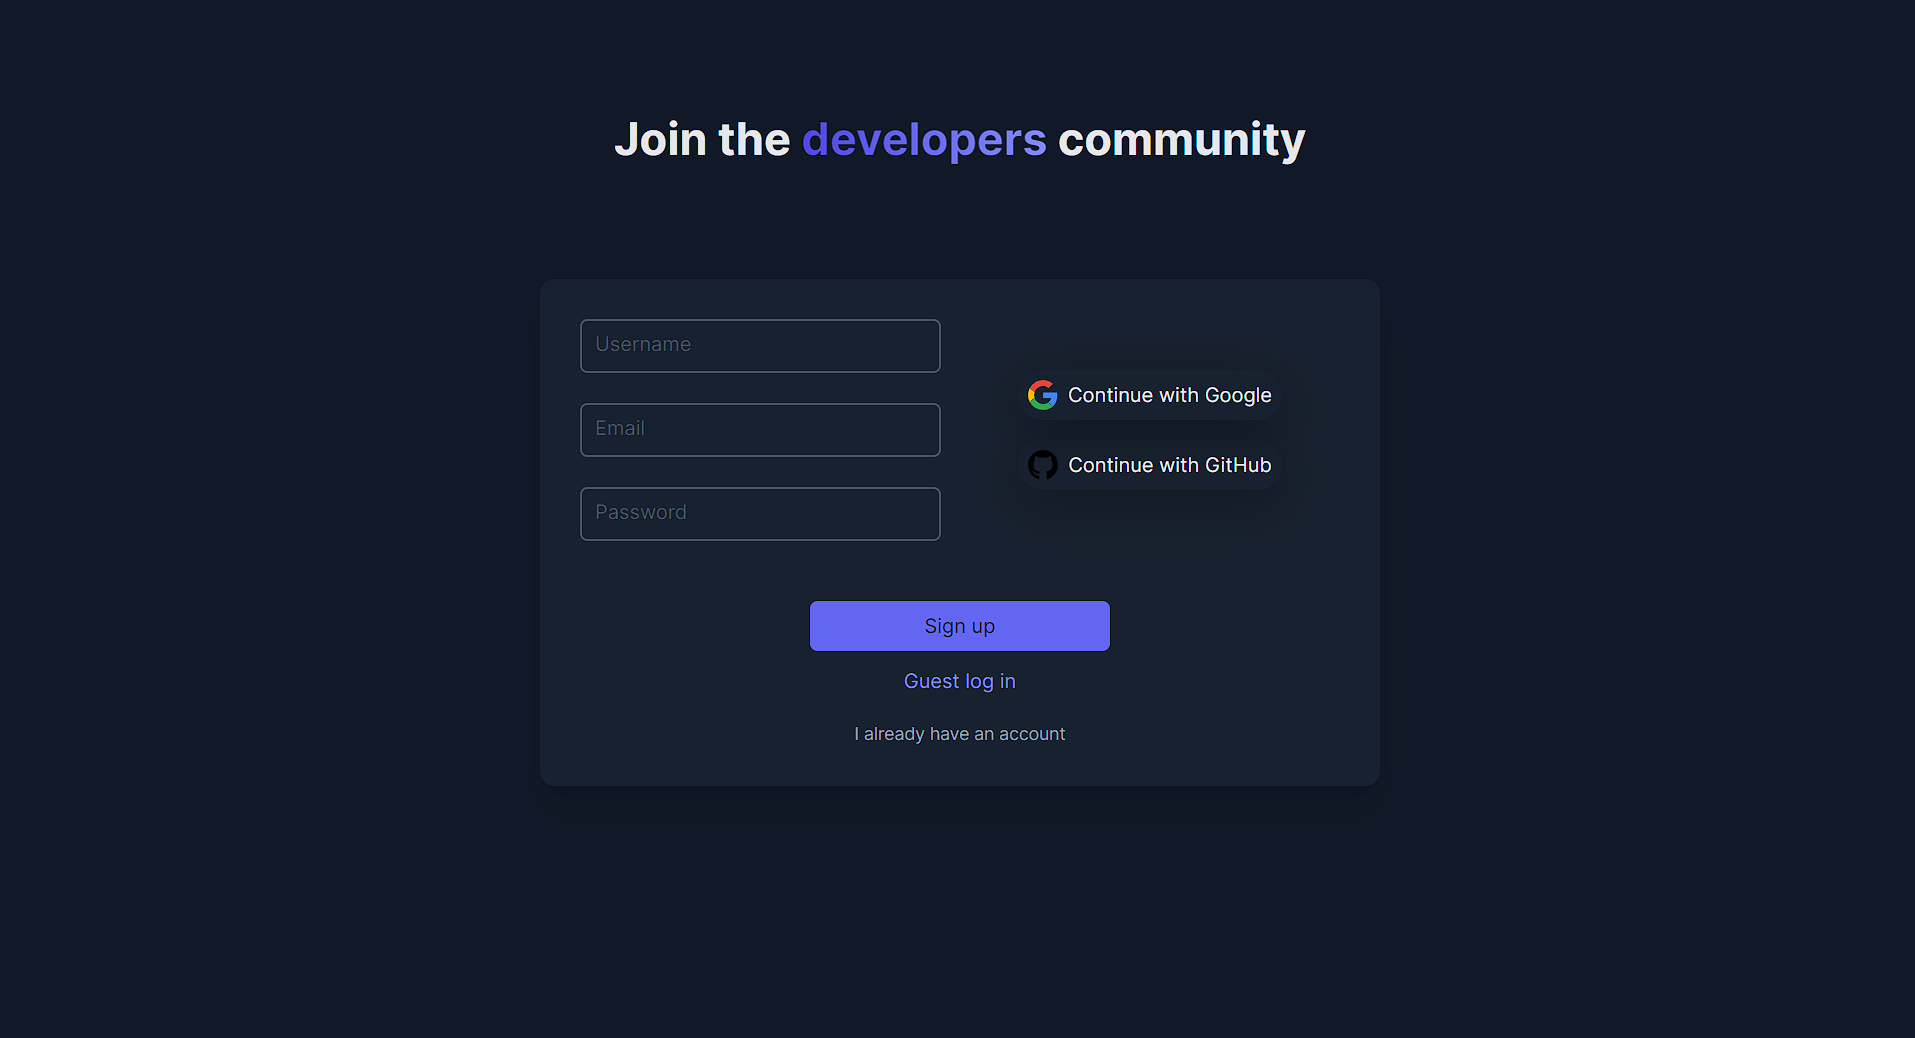 Join the developers community
Username
Email
Password
Continue with Google
Continue with GitHub
Sign up
Guest log in
I already have an account